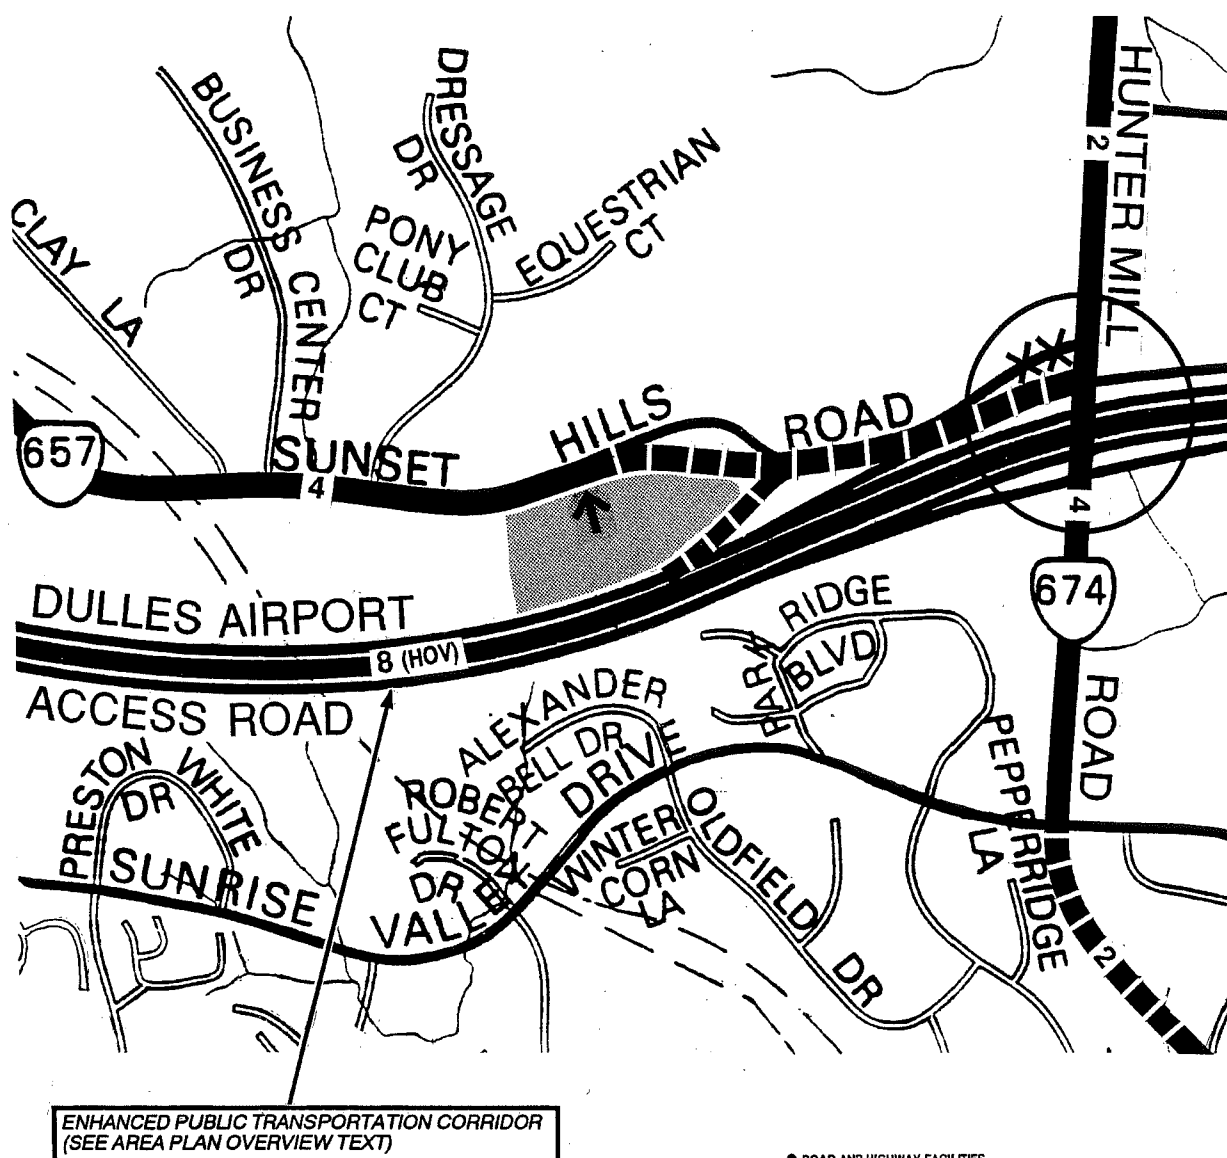 HUNTER MILL
ROAD
2
4
674
2
BUSINESS CENTER
DR
DRESSAGE
DR
EQUESTRIAN
CT
PONY
CLUB
CT
CLAY LA
657
SUNSET HILLS ROAD
4
DULLES AIRPORT
ACCESS ROAD
8 (HOV)
PARK RIDGE
BLVD
ALEXANDER
BELL DR
ROBERT
FULTON
DR
PRESTON WHITE
DR
SUNRISE VALLEY DRIVE
WINTER
CORN
LA
OLDFIELD DR
PEPPERRIDGE
LA
ENHANCED PUBLIC TRANSPORTATION CORRIDOR
(SEE AREA PLAN OVERVIEW TEXT)
ROAD AND HIGHWAY FACILITIES